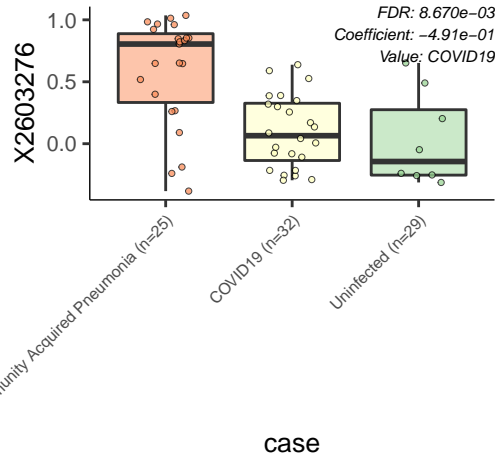 FDR: 8.670e−03
Coefficient: −4.91e−01
Value: COVID19
X2603276
1.0
0.5
0.0
munity Acquired Pneumonia (n=25)
COVID19 (n=32)
Uninfected (n=29)
case